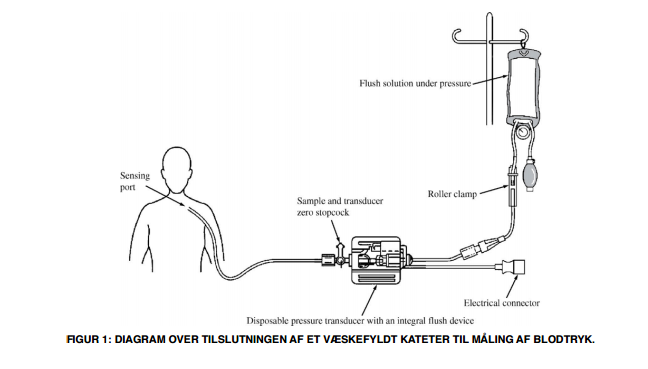 Flush solution under pressure
Sensing
port
Roller clamp
Sample and transducer
zero stopcock
Electrical connector
Disposable pressure transducer with an integral flush device
FIGUR 1: DIAGRAM OVER TILSLUTNINGEN AF ET VÆSKEFYLDT KATETER TIL MÅLING AF BLODTRYK.